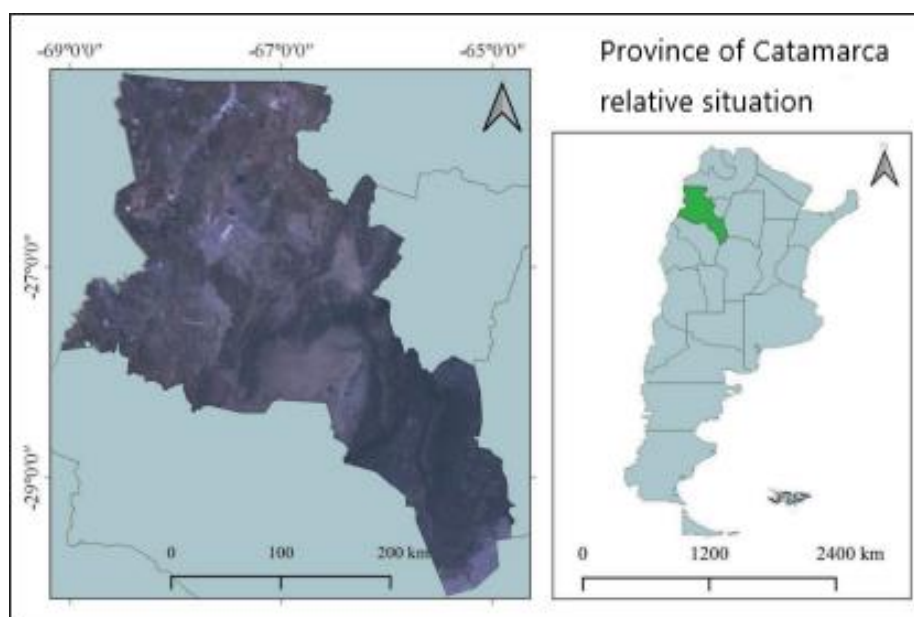 -69°0'0" -67°0'0" -65°0'0"
Province of Catamarca
relative situation
-27°0'0"
-29°0'0"
0 100 200 km
0 1200 2400 km